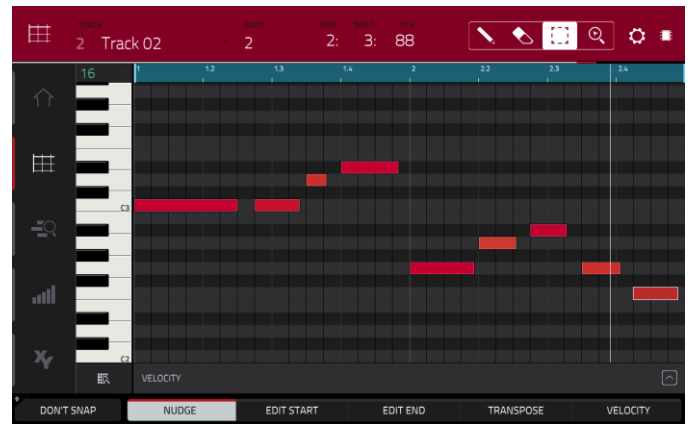 TRACK BARS BAR BEAT TICK
2 Track 02 2 2: 3: 88
16 1 1.2 1.3 1.4 2 2.2 2.3 2.4
C3
C2
VELOCITY
DON'T SNAP NUDGE EDIT START EDIT END TRANSPOSE VELOCITY
XY